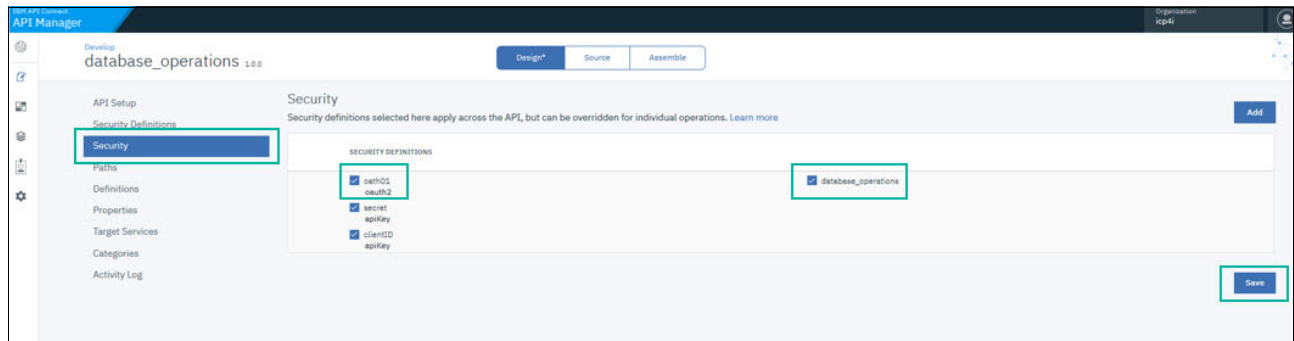 IBM API Connect
API Manager
Organization
icp4i
Develop
database_operations 1.0.0
Design*
Source
Assemble
API Setup
Security Definitions
Security
Paths
Definitions
Properties
Target Services
Categories
Activity Log
Security
Security definitions selected here apply across the API, but can be overridden for individual operations. Learn more
Add
SECURITY DEFINITIONS
oath01
oauth2
database_operations
secret
apiKey
clientID
apiKey
Save